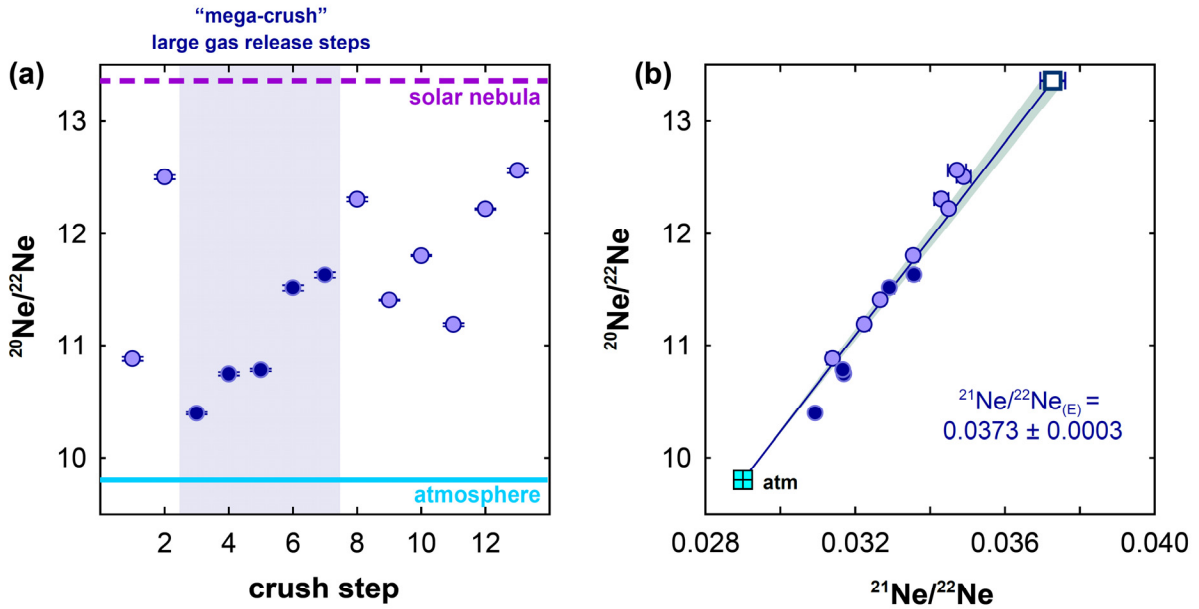 “mega-crush”
large gas release steps
(a)
solar nebula
atmosphere
13
12
11
10
²⁰Ne/²²Ne
2 4 6 8 10 12
crush step
(b)
13
12
11
10
²⁰Ne/²²Ne
atm
²¹Ne/²²Ne(E) =
0.0373 ± 0.0003
0.028 0.032 0.036 0.040
²¹Ne/²²Ne